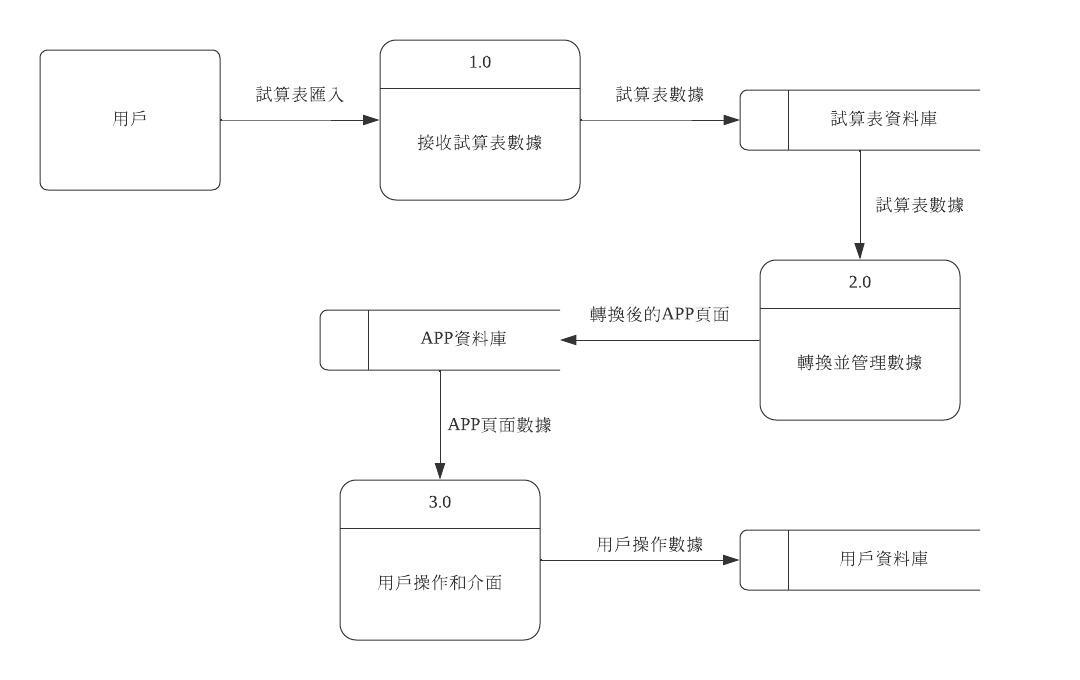 用戶
試算表匯入
1.0
接收試算表數據
試算表數據
試算表資料庫
試算表數據
2.0
轉換並管理數據
轉換後的APP頁面
APP資料庫
APP頁面數據
3.0
用戶操作和介面
用戶操作數據
用戶資料庫